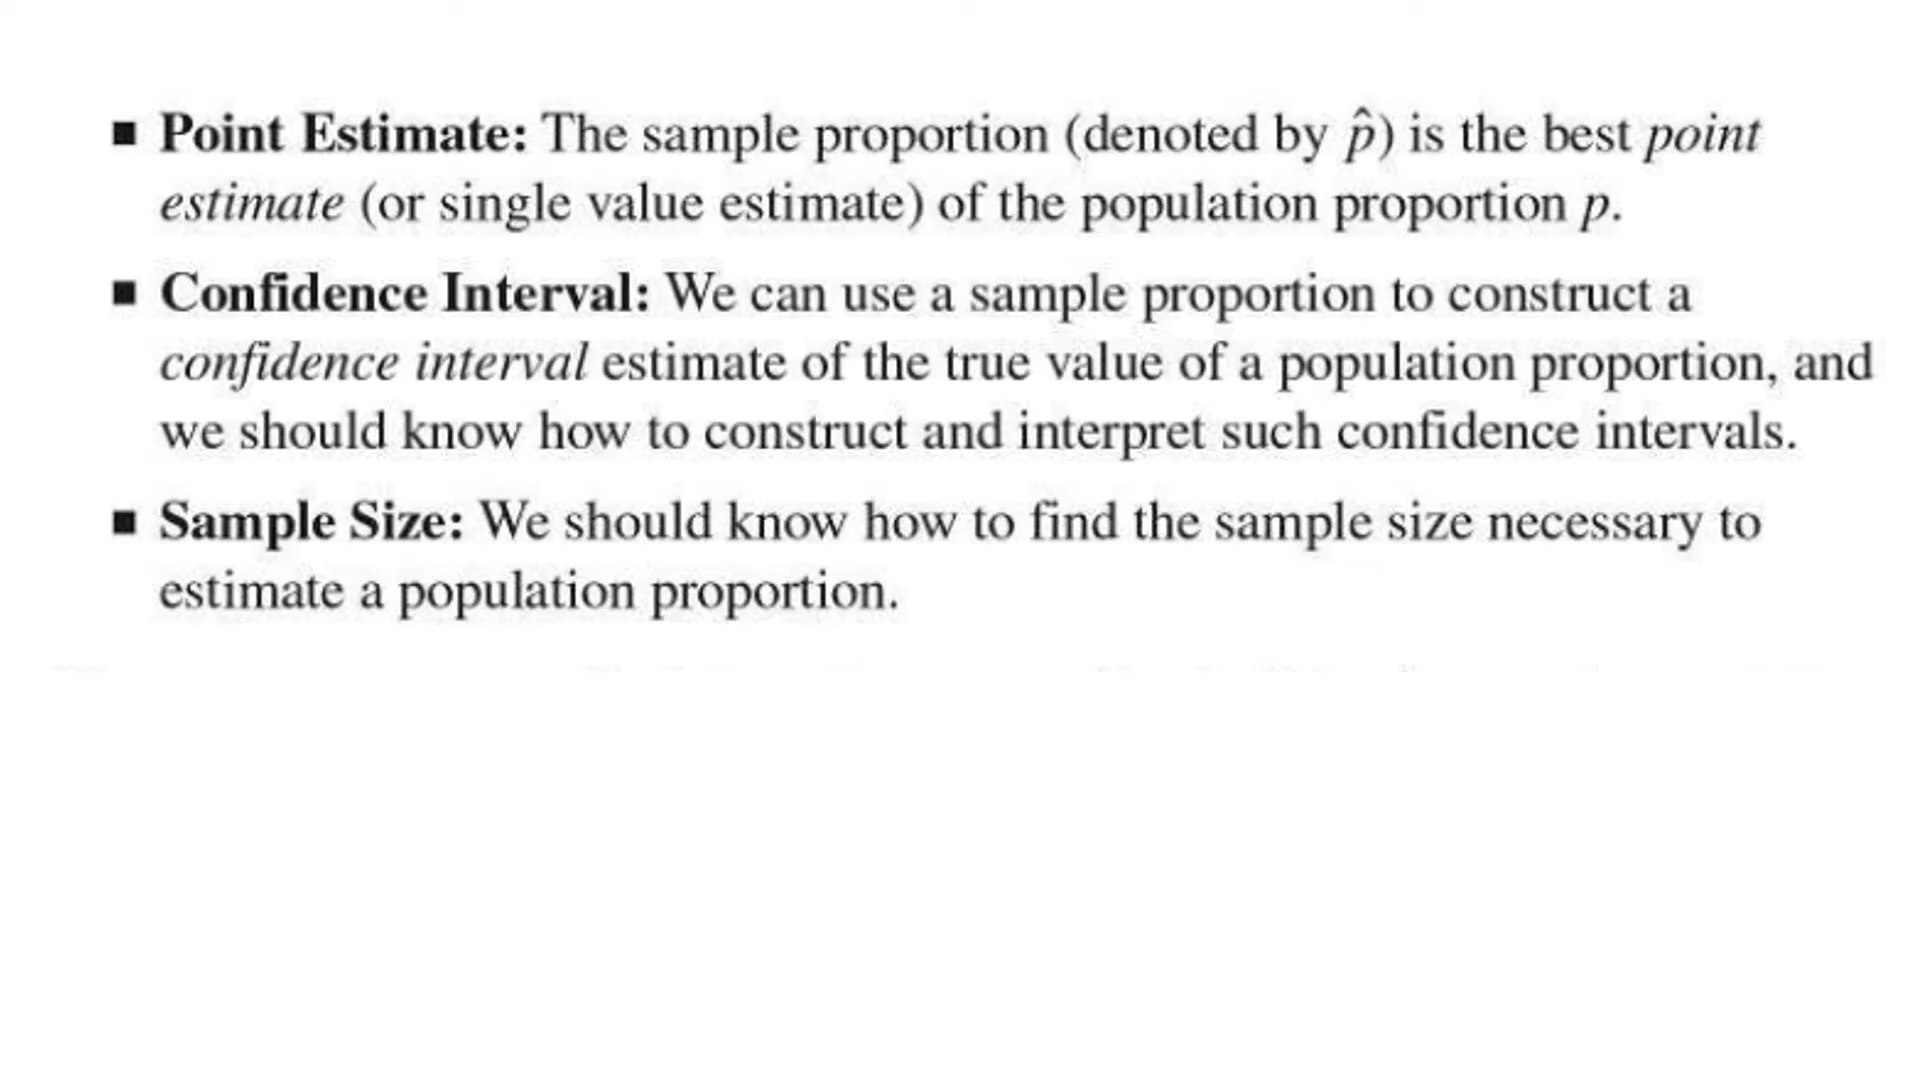 ■ Point Estimate: The sample proportion (denoted by p̂) is the best point
estimate (or single value estimate) of the population proportion p.
■ Confidence Interval: We can use a sample proportion to construct a
confidence interval estimate of the true value of a population proportion, and
we should know how to construct and interpret such confidence intervals.
■ Sample Size: We should know how to find the sample size necessary to
estimate a population proportion.